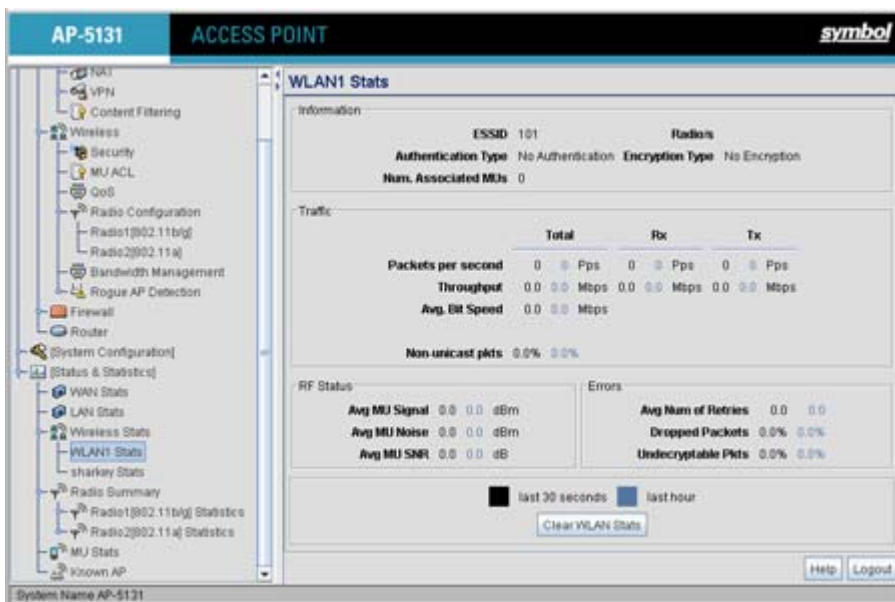 AP-5131 ACCESS POINT symbol
NAT
VPN
Content Filtering
Wireless
Security
MU ACL
QoS
Radio Configuration
Radio1[802.11b/g]
Radio2[802.11a]
Bandwidth Management
Rogue AP Detection
Firewall
Router
[System Configuration]
[Status & Statistics]
WAN Stats
LAN Stats
Wireless Stats
WLAN1 Stats
sharkey Stats
Radio Summary
Radio1[802.11b/g] Statistics
Radio2[802.11a] Statistics
MU Stats
Known AP
WLAN1 Stats
Information
ESSID 101 Radio/s
Authentication Type No Authentication Encryption Type No Encryption
Num. Associated MUs 0
Traffic
Total Rx Tx
Packets per second 0 0 Pps 0 0 Pps 0 0 Pps
Throughput 0.0 0.0 Mbps 0.0 0.0 Mbps 0.0 0.0 Mbps
Avg. Bit Speed 0.0 0.0 Mbps
Non-unicast pkts 0.0% 0.0%
RF Status
Avg MU Signal 0.0 0.0 dBm
Avg MU Noise 0.0 0.0 dBm
Avg MU SNR 0.0 0.0 dB
Errors
Avg Num of Retries 0.0 0.0
Dropped Packets 0.0% 0.0%
Undecryptable Pkts 0.0% 0.0%
last 30 seconds last hour
Clear WLAN Stats
Help Logout
System Name AP-5131